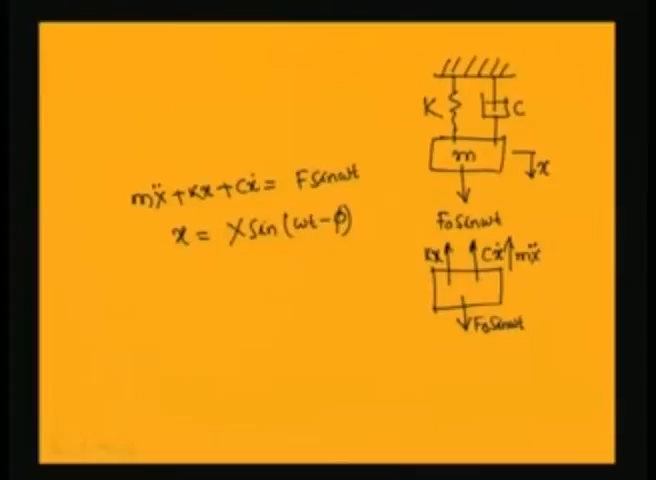 K C
m
x
mẍ + Kx + Cẋ = F sinωt
F₀ sinωt
x = X sin(ωt - φ)
Kx Cẋ mẍ
F₀ sinωt